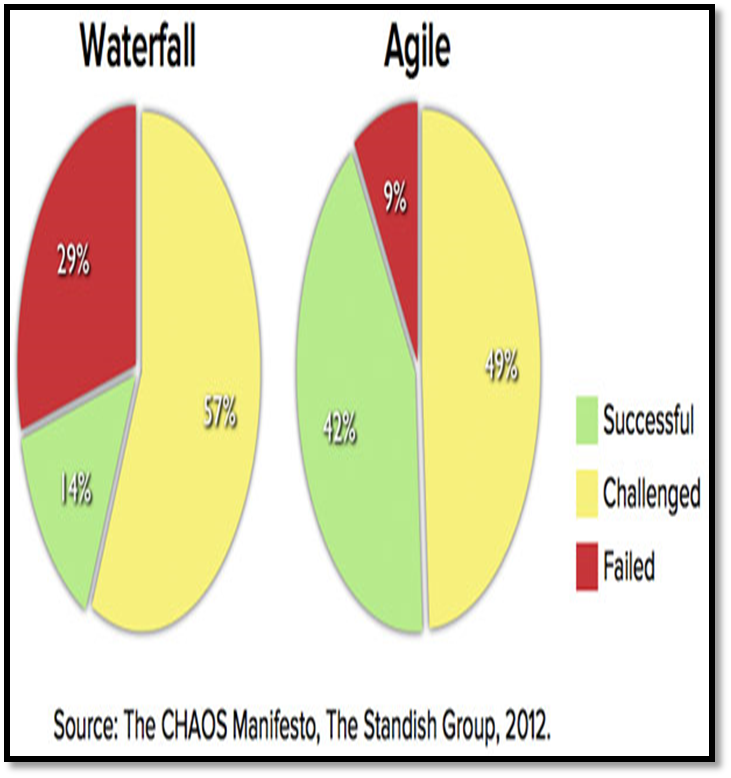 Waterfall
Agile
29%
57%
14%
9%
49%
42%
Successful
Challenged
Failed
Source: The CHAOS Manifesto, The Standish Group, 2012.